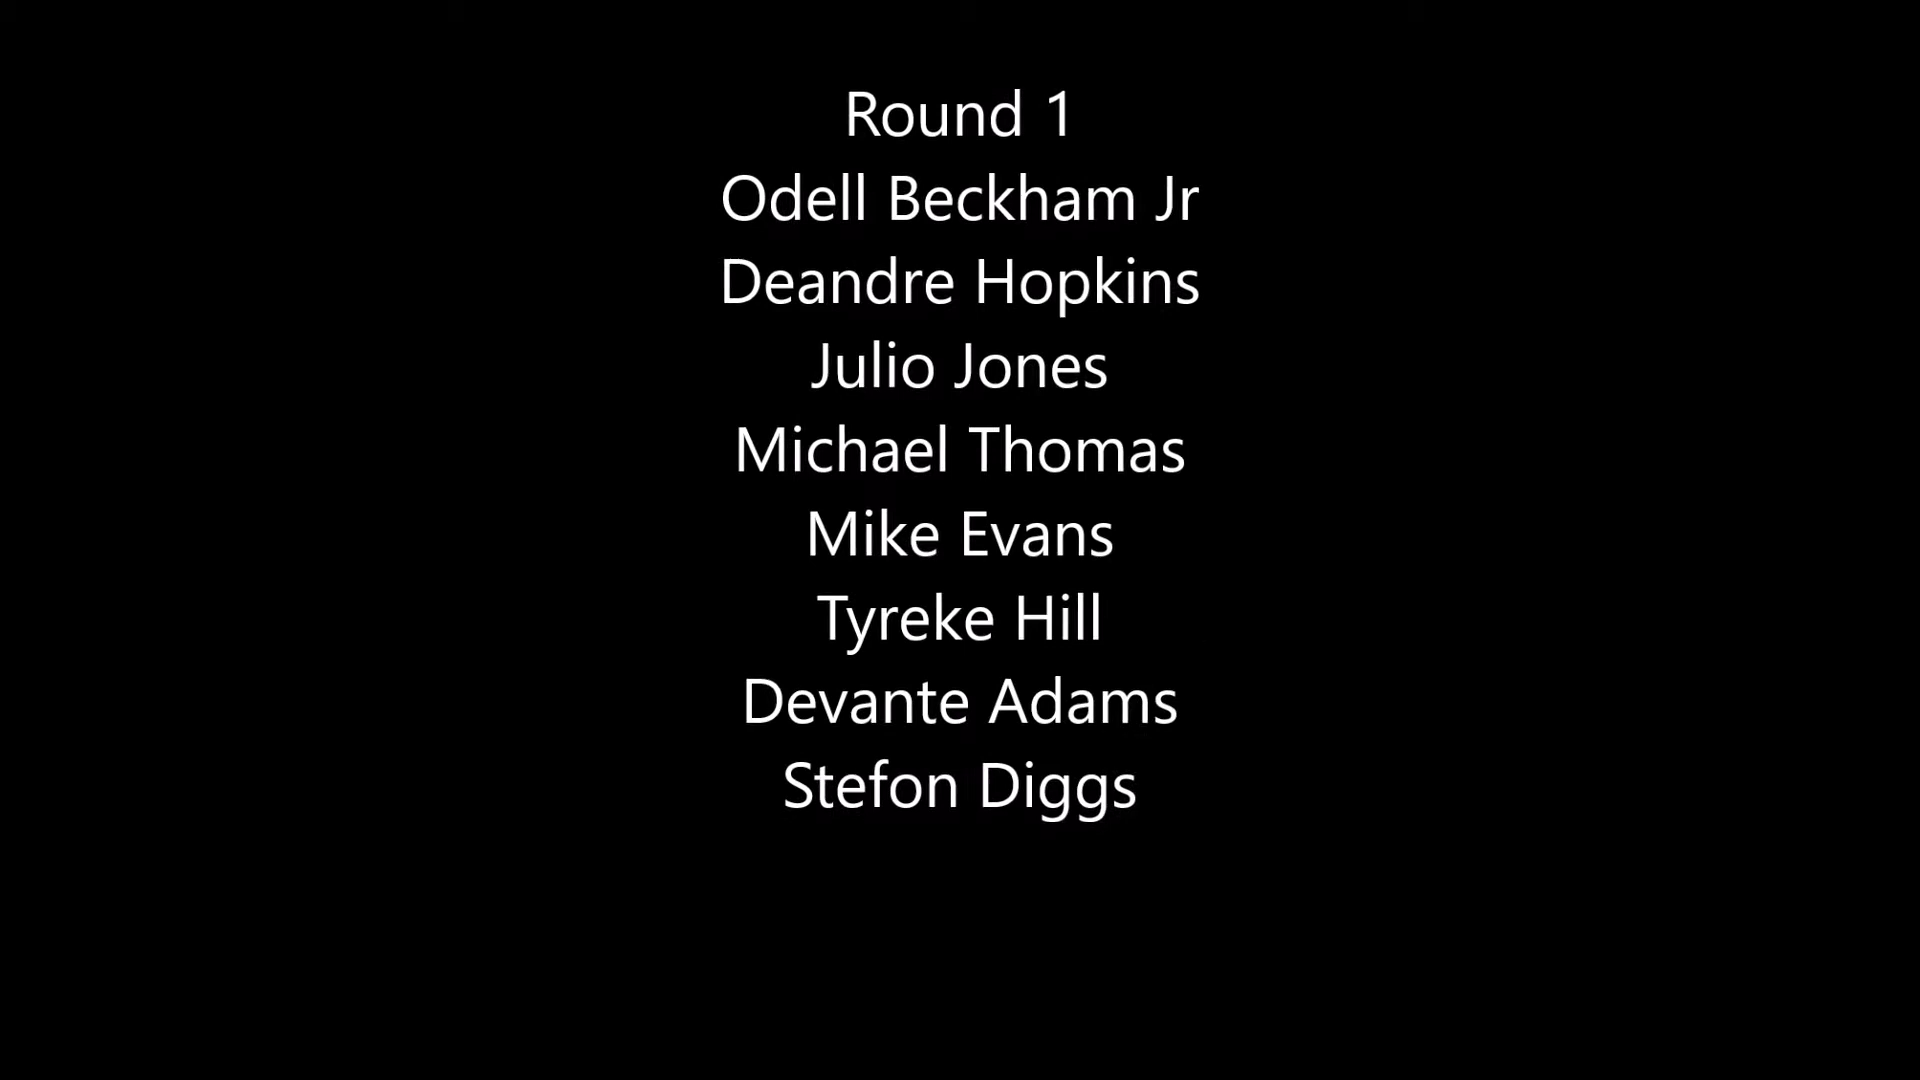 Round 1
Odell Beckham Jr
Deandre Hopkins
Julio Jones
Michael Thomas
Mike Evans
Tyreke Hill
Devante Adams
Stefon Diggs